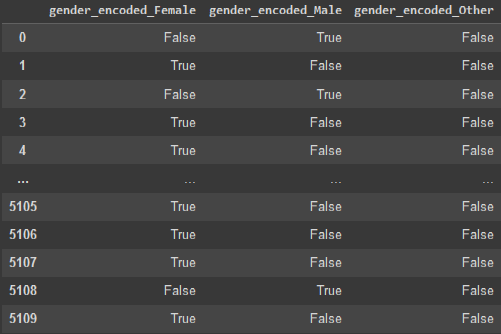 gender_encoded_Female gender_encoded_Male gender_encoded_Other
0 False True False
1 True False False
2 False True False
3 True False False
4 True False False
... ... ... ...
5105 True False False
5106 True False False
5107 True False False
5108 False True False
5109 True False False